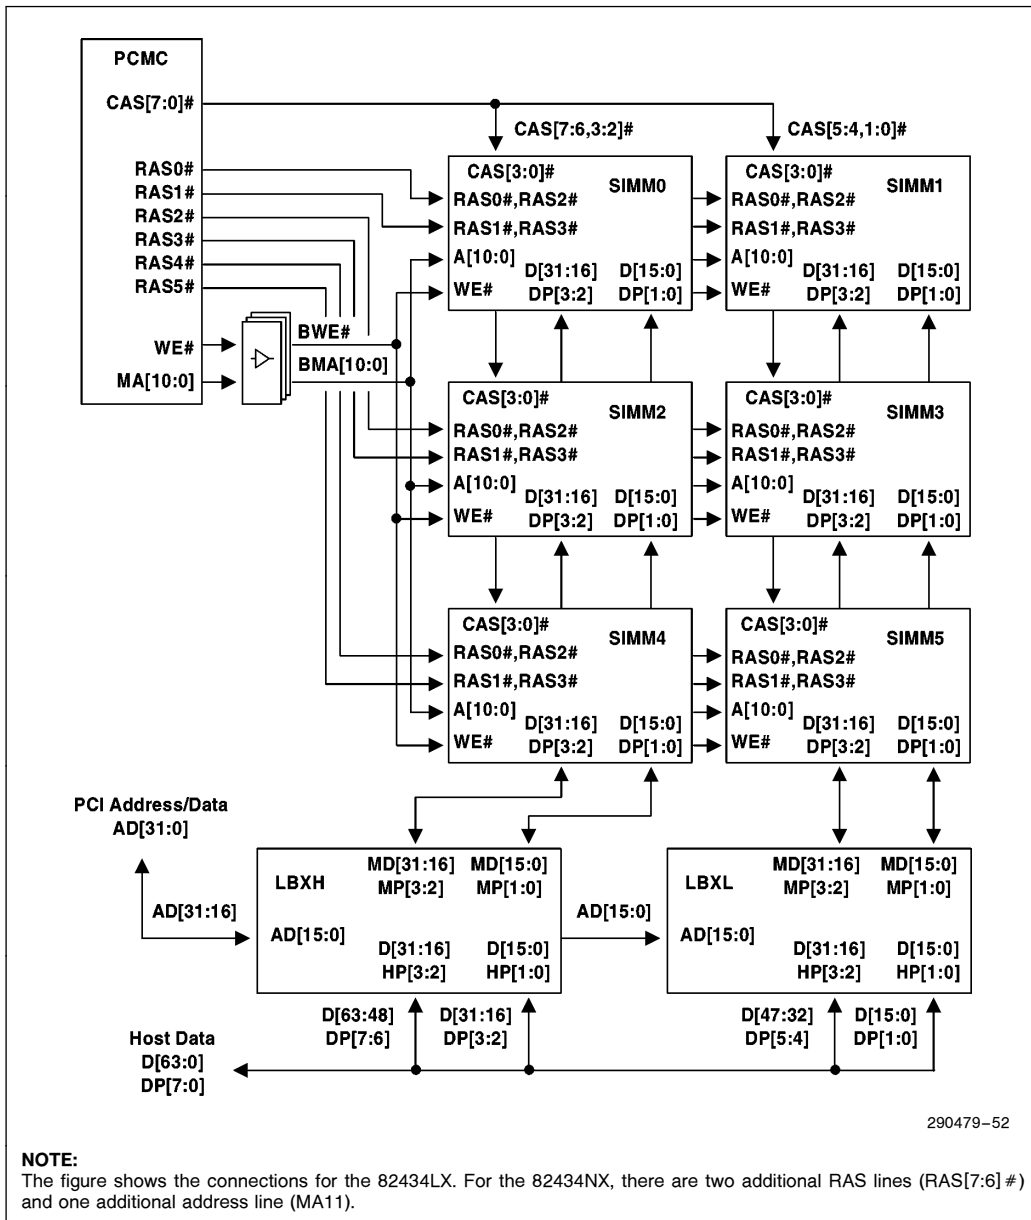 PCMC
CAS[7:0]#
CAS[7:6,3:2]#
CAS[5:4,1:0]#
RAS0#
RAS1#
RAS2#
RAS3#
RAS4#
RAS5#
WE#
MA[10:0]
BWE#
BMA[10:0]
CAS[3:0]#
SIMM0
RAS0#,RAS2#
RAS1#,RAS3#
A[10:0]
D[31:16]
D[15:0]
WE#
DP[3:2]
DP[1:0]
CAS[3:0]#
SIMM1
RAS0#,RAS2#
RAS1#,RAS3#
A[10:0]
D[31:16]
D[15:0]
WE#
DP[3:2]
DP[1:0]
CAS[3:0]#
SIMM2
RAS0#,RAS2#
RAS1#,RAS3#
A[10:0]
D[31:16]
D[15:0]
WE#
DP[3:2]
DP[1:0]
CAS[3:0]#
SIMM3
RAS0#,RAS2#
RAS1#,RAS3#
A[10:0]
D[31:16]
D[15:0]
WE#
DP[3:2]
DP[1:0]
CAS[3:0]#
SIMM4
RAS0#,RAS2#
RAS1#,RAS3#
A[10:0]
D[31:16]
D[15:0]
WE#
DP[3:2]
DP[1:0]
CAS[3:0]#
SIMM5
RAS0#,RAS2#
RAS1#,RAS3#
A[10:0]
D[31:16]
D[15:0]
WE#
DP[3:2]
DP[1:0]
PCI Address/Data
AD[31:0]
AD[31:16]
LBXH
MD[31:16]
MD[15:0]
MP[3:2]
MP[1:0]
AD[15:0]
D[31:16]
D[15:0]
HP[3:2]
HP[1:0]
AD[15:0]
LBXL
MD[31:16]
MD[15:0]
MP[3:2]
MP[1:0]
AD[15:0]
D[31:16]
D[15:0]
HP[3:2]
HP[1:0]
D[63:48]
DP[7:6]
D[31:16]
DP[3:2]
D[47:32]
DP[5:4]
D[15:0]
DP[1:0]
Host Data
D[63:0]
DP[7:0]
290479–52
NOTE:
The figure shows the connections for the 82434LX. For the 82434NX, there are two additional RAS lines (RAS[7:6]#)
and one additional address line (MA11).